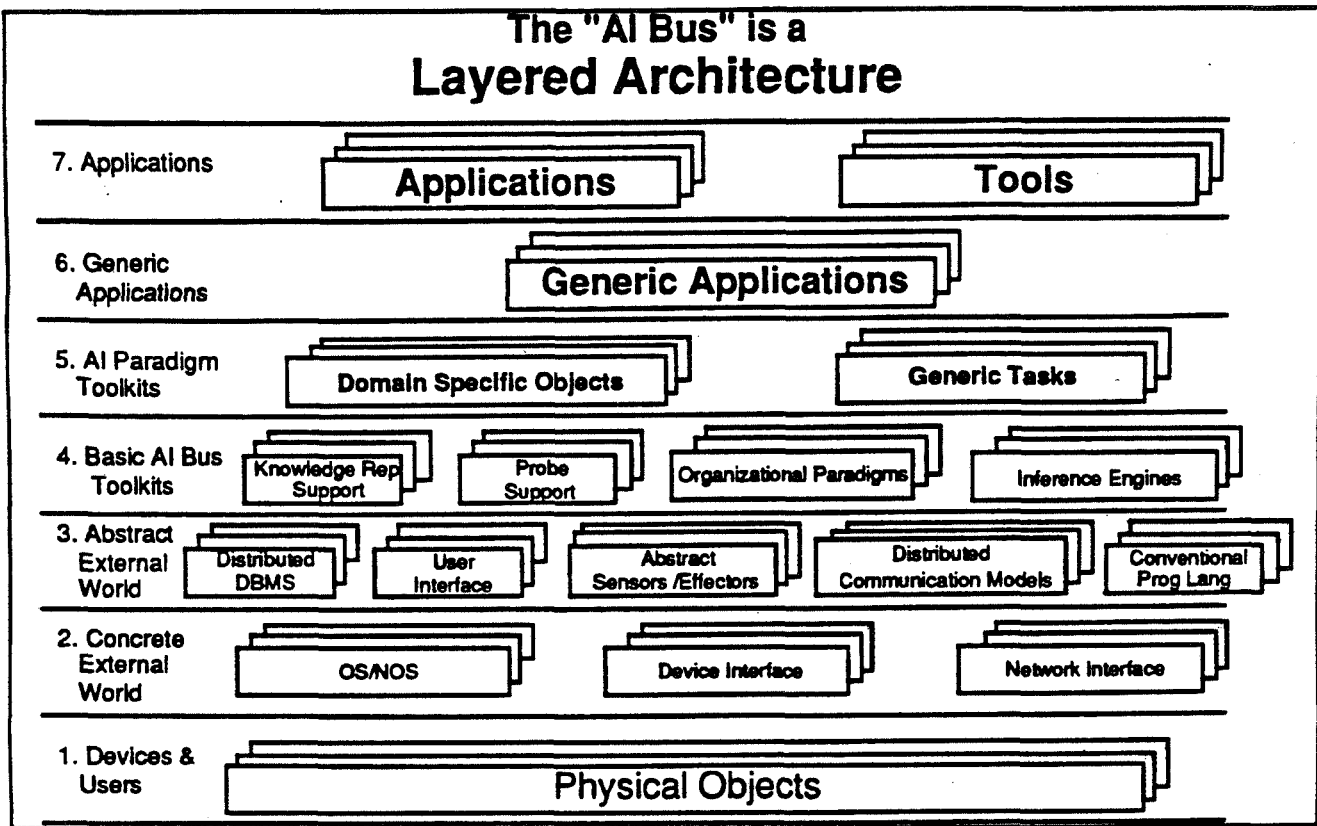 The "AI Bus" is a
Layered Architecture
7. Applications
Applications
Tools
6. Generic
Applications
Generic Applications
5. AI Paradigm
Toolkits
Domain Specific Objects
Generic Tasks
4. Basic AI Bus
Toolkits
Knowledge Rep
Support
Probe
Support
Organizational Paradigms
Inference Engines
3. Abstract
External
World
Distributed
DBMS
User
Interface
Abstract
Sensors /Effectors
Distributed
Communication Models
Conventional
Prog Lang
2. Concrete
External
World
OS/NOS
Device Interface
Network Interface
1. Devices &
Users
Physical Objects